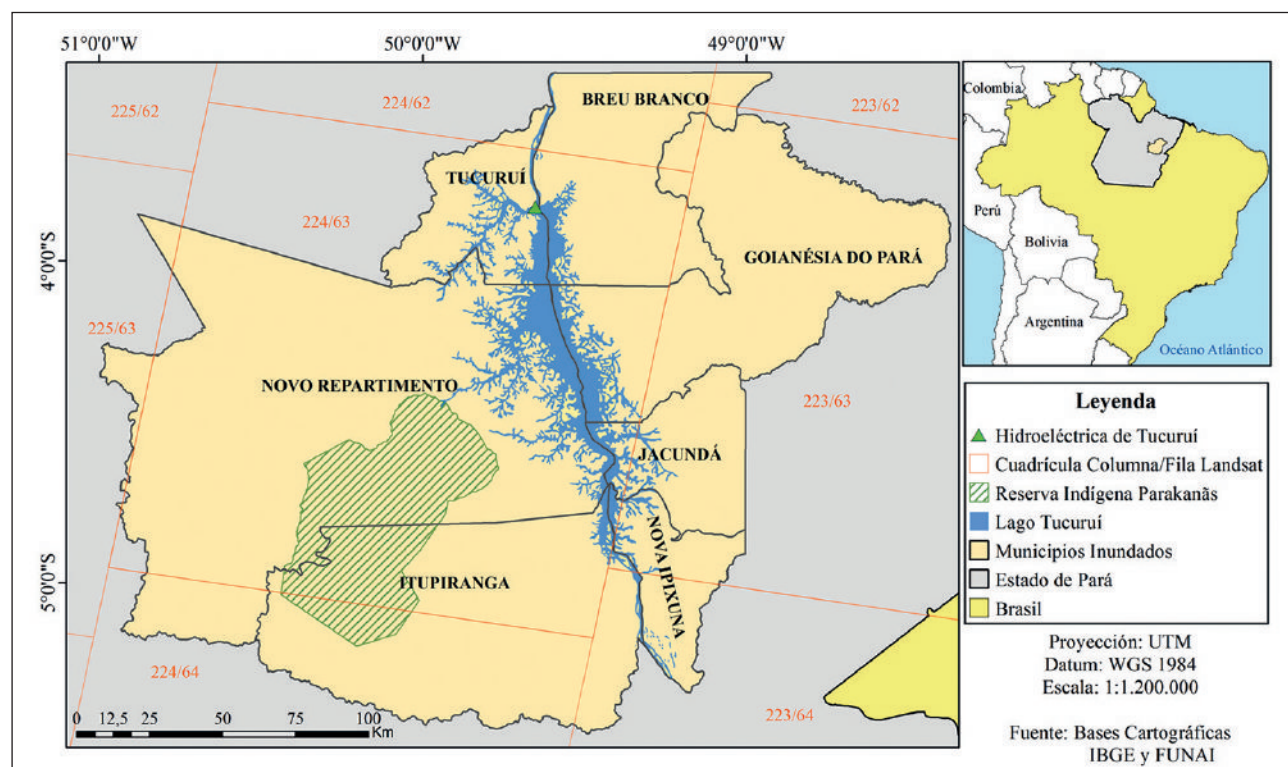 51°0'0"W
50°0'0"W
49°0'0"W
4°0'0"S
5°0'0"S
225/62
224/62
BREU BRANCO
223/62
TUCURUÍ
224/63
GOIANÉSIA DO PARÁ
225/63
NOVO REPARTIMENTO
223/63
JACUNDÁ
NOVA IPIXUNA
ITUPIRANGA
224/64
223/64
0 12,5 25 50 75 100
Km
Colombia
Perú
Bolivia
Argentina
Océano Atlántico
Leyenda
Hidroeléctrica de Tucuruí
Cuadrícula Columna/Fila Landsat
Reserva Indígena Parakanãs
Lago Tucuruí
Municipios Inundados
Estado de Pará
Brasil
Proyección: UTM
Datum: WGS 1984
Escala: 1:1.200.000
Fuente: Bases Cartográficas
IBGE y FUNAI